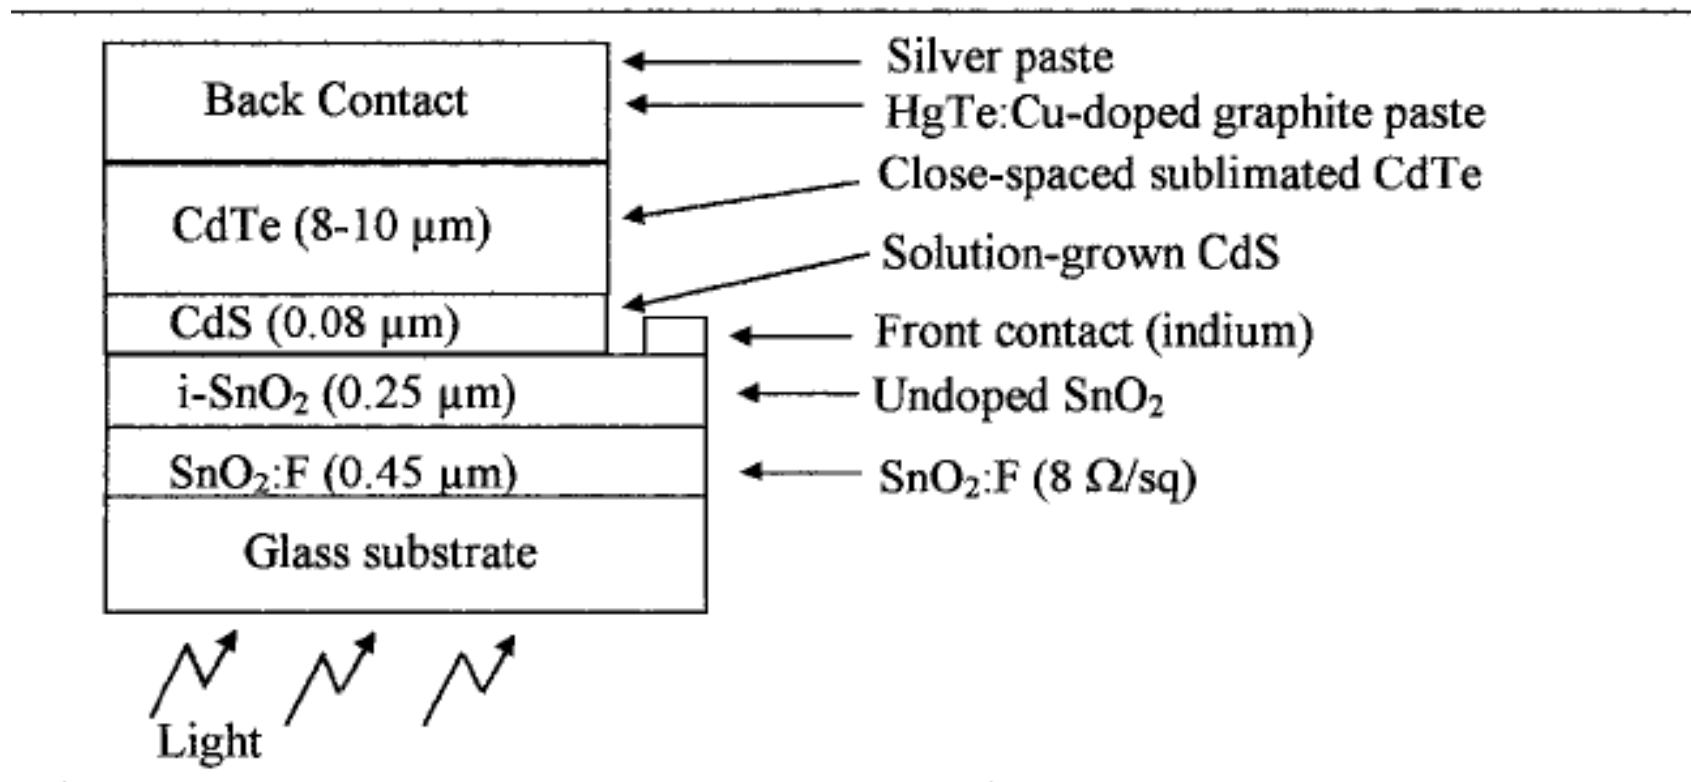 Back Contact
CdTe (8-10 μm)
CdS (0.08 μm)
i-SnO₂ (0.25 μm)
SnO₂:F (0.45 μm)
Glass substrate
Light
Silver paste
HgTe:Cu-doped graphite paste
Close-spaced sublimated CdTe
Solution-grown CdS
Front contact (indium)
Undoped SnO₂
SnO₂:F (8 Ω/sq)